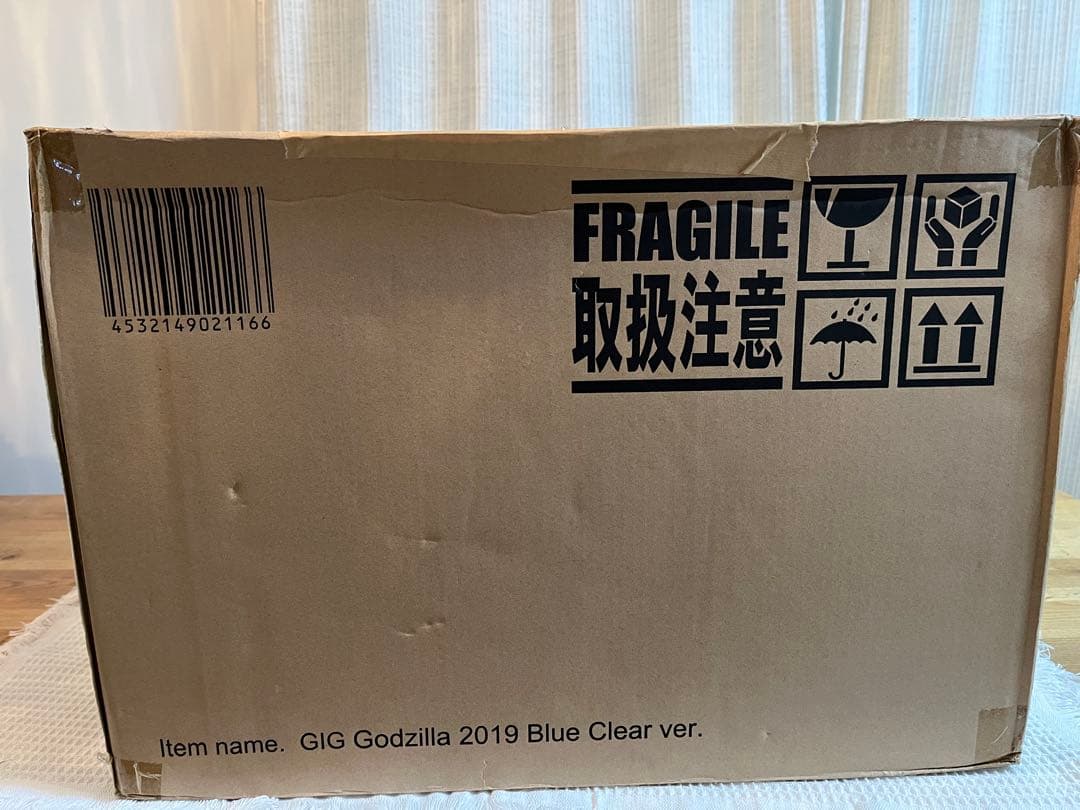 4532149021166
FRAGILE
取扱注意
Item name. GIG Godzilla 2019 Blue Clear ver.